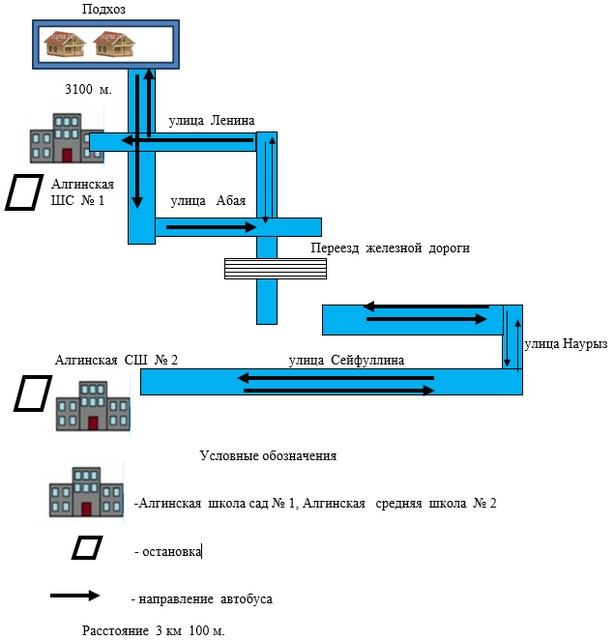 Подхоз
3100 м.
улица Ленина
Алгинская
ШС № 1
улица Абая
Переезд железной дороги
улица Наурыз
Алгинская СШ № 2
улица Сейфуллина
Условные обозначения
-Алгинская школа сад № 1, Алгинская средняя школа № 2
- остановка
- направление автобуса
Расстояние 3 км 100 м.